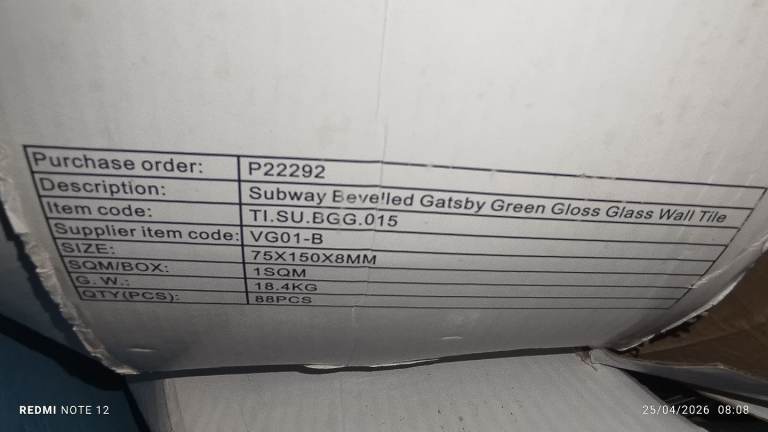 Purchase order: P22292
Description: Subway Bevelled Gatsby Green Gloss Glass Wall Tile
Item code: TI.SU.BGG.015
Supplier item code: VG01-B
SIZE: 75X150X8MM
SQM/BOX: 1SQM
G.W.: 18.4KG
QTY(PCS): 88PCS
REDMI NOTE 12
25/04/2026 08:08